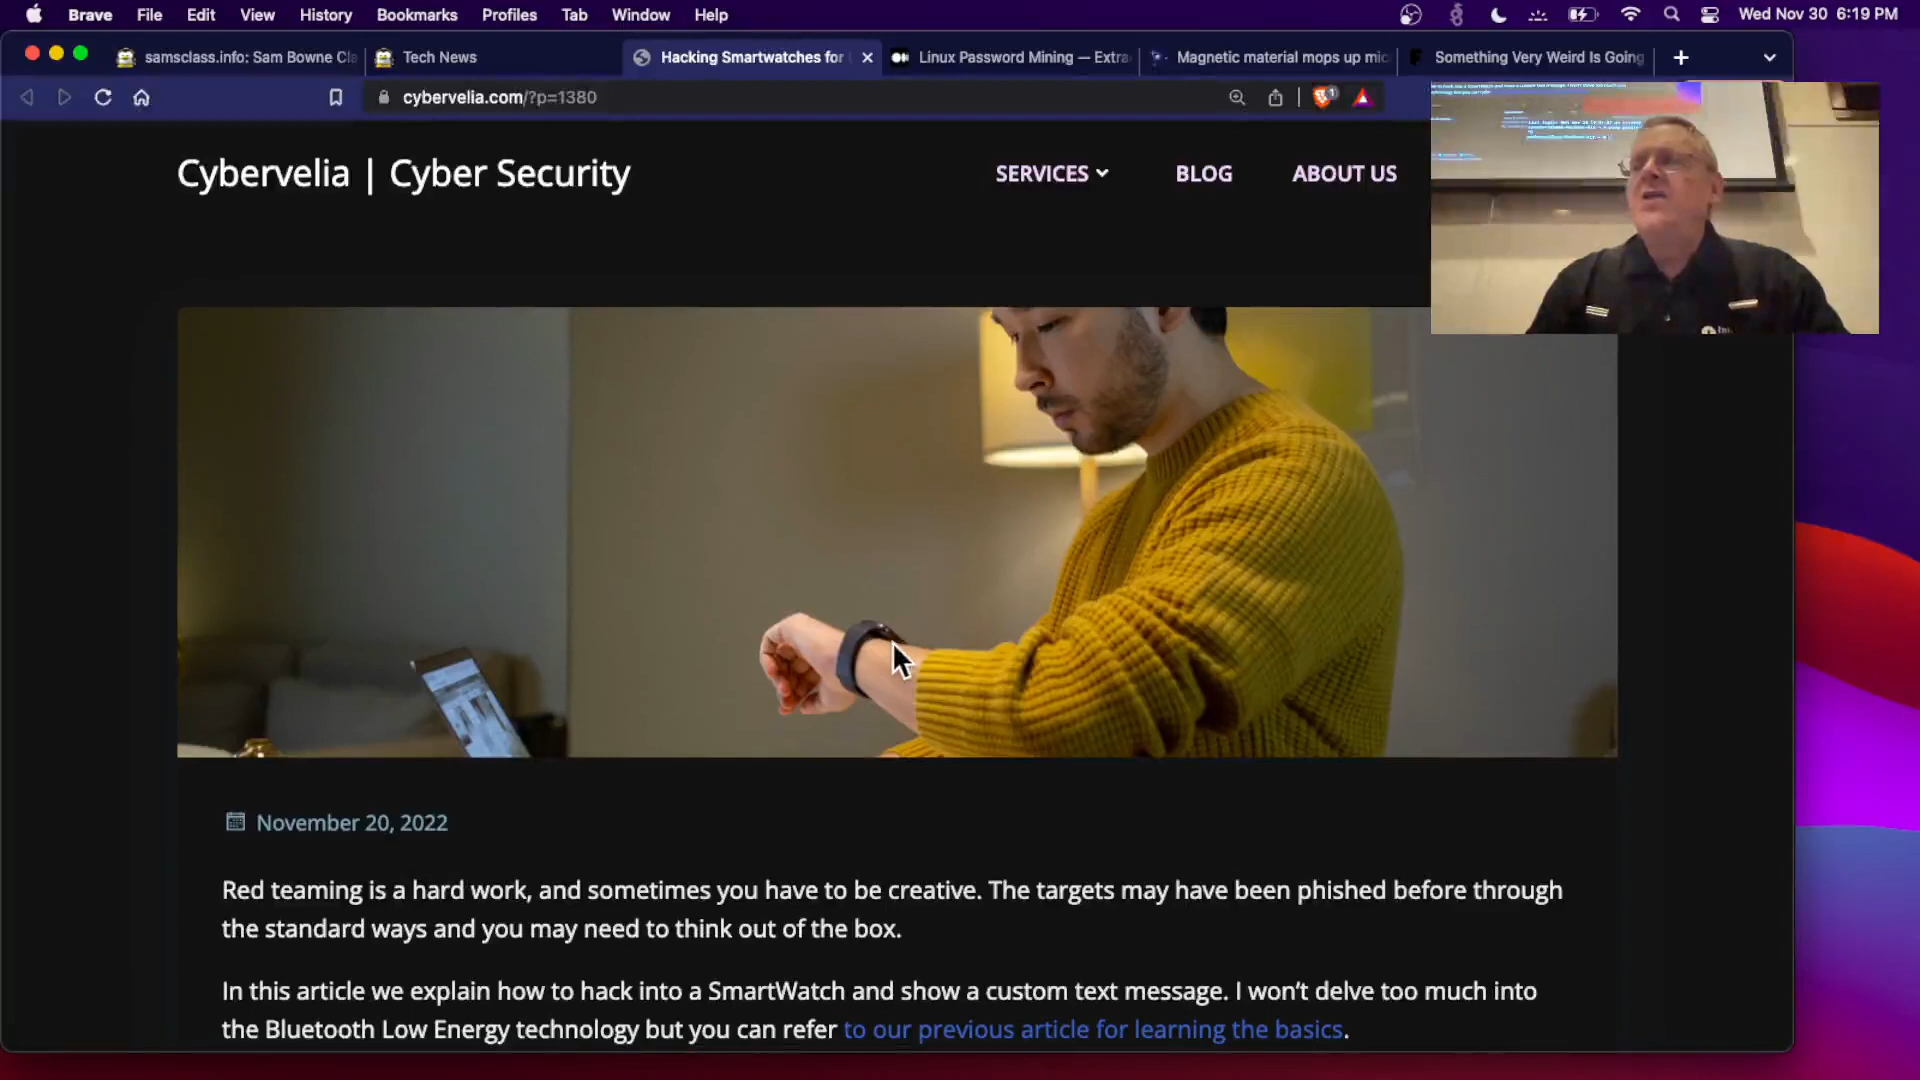 Brave File Edit View History Bookmarks Profiles Tab Window Help Wed Nov 30 6:19 PM
samsclass.info: Sam Bowne Cla Tech News Hacking Smartwatches for Linux Password Mining — Extra Magnetic material mops up mic Something Very Weird Is Going
cybervelia.com/?p=1380 1
Cybervelia | Cyber Security
SERVICES BLOG ABOUT US
November 20, 2022
Red teaming is a hard work, and sometimes you have to be creative. The targets may have been phished before through
the standard ways and you may need to think out of the box.
In this article we explain how to hack into a SmartWatch and show a custom text message. I won’t delve too much into
the Bluetooth Low Energy technology but you can refer to our previous article for learning the basics.